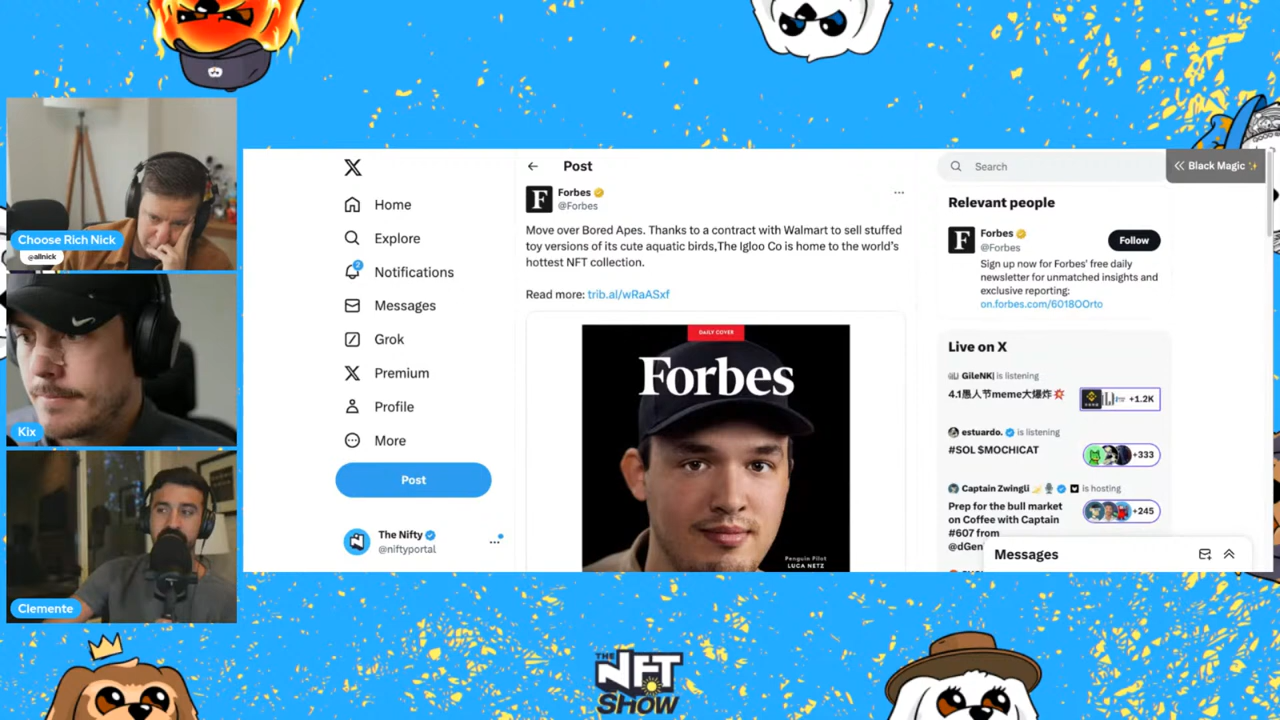 Choose Rich Nick
@allnick
Kix
Clemente
Home
Explore
2
Notifications
Messages
Grok
Premium
Profile
More
Post
The Nifty
@niftyportal
...
Post
Forbes
@Forbes
...
Move over Bored Apes. Thanks to a contract with Walmart to sell stuffed
toy versions of its cute aquatic birds,The Igloo Co is home to the world's
hottest NFT collection.
Read more: trib.al/wRaASxf
DAILY COVER
Forbes
Penguin Pilot
LUCA NETZ
Search
Black Magic ✨
Relevant people
F
Forbes
@Forbes
Follow
Sign up now for Forbes' free daily
newsletter for unmatched insights and
exclusive reporting:
on.forbes.com/6018OOrto
Live on X
GileNK| is listening
4.1愚人节meme大爆炸💥
+1.2K
estuardo. is listening
#SOL $MOCHICAT
+333
Captain Zwingli is hosting
Prep for the bull market
on Coffee with Captain
#607 from
@dGen
+245
Messages
THE
NFT
SHOW